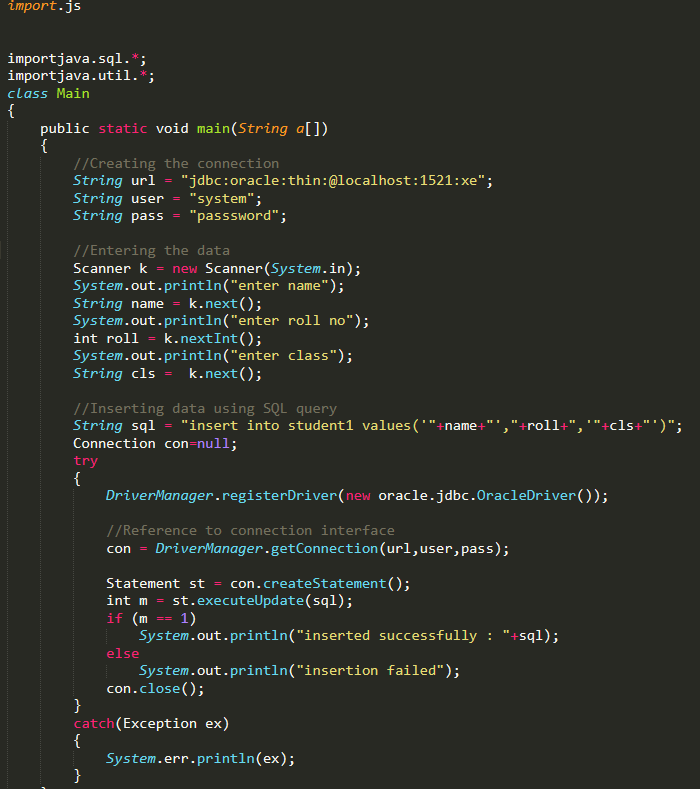 import.js
importjava.sql.*;
importjava.util.*;
class Main
{
public static void main(String a[])
{
//Creating the connection
String url = "jdbc:oracle:thin:@localhost:1521:xe";
String user = "system";
String pass = "passsword";
//Entering the data
Scanner k = new Scanner(System.in);
System.out.println("enter name");
String name = k.next();
System.out.println("enter roll no");
int roll = k.nextInt();
System.out.println("enter class");
String cls =  k.next();
//Inserting data using SQL query
String sql = "insert into student1 values('"+name+"',"+roll+",'"+cls+"')";
Connection con=null;
try
{
DriverManager.registerDriver(new oracle.jdbc.OracleDriver());
//Reference to connection interface
con = DriverManager.getConnection(url,user,pass);
Statement st = con.createStatement();
int m = st.executeUpdate(sql);
if (m == 1)
System.out.println("inserted successfully : "+sql);
else
System.out.println("insertion failed");
con.close();
}
catch(Exception ex)
{
System.err.println(ex);
}